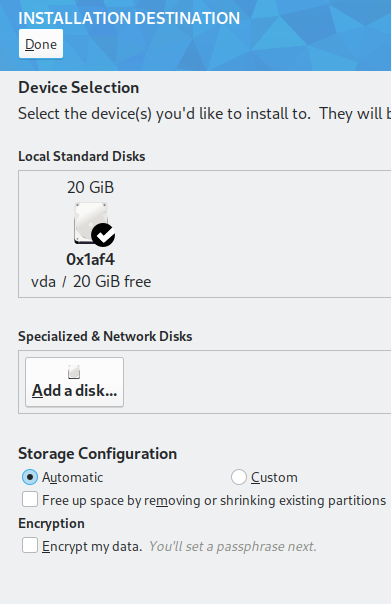 INSTALLATION DESTINATION
Done
Device Selection
Select the device(s) you'd like to install to.  They will
Local Standard Disks
20 GiB
0x1af4
vda / 20 GiB free
Specialized & Network Disks
Add a disk...
Storage Configuration
Automatic
Custom
Free up space by removing or shrinking existing partitions
Encryption
Encrypt my data. You'll set a passphrase next.